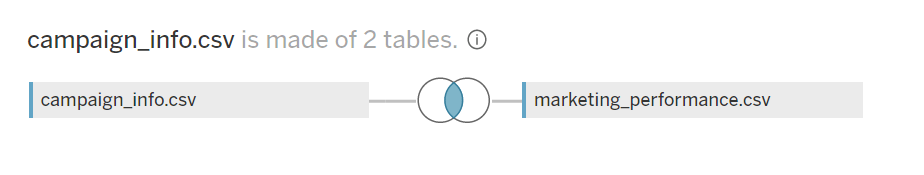 campaign_info.csv is made of 2 tables.
campaign_info.csv
marketing_performance.csv